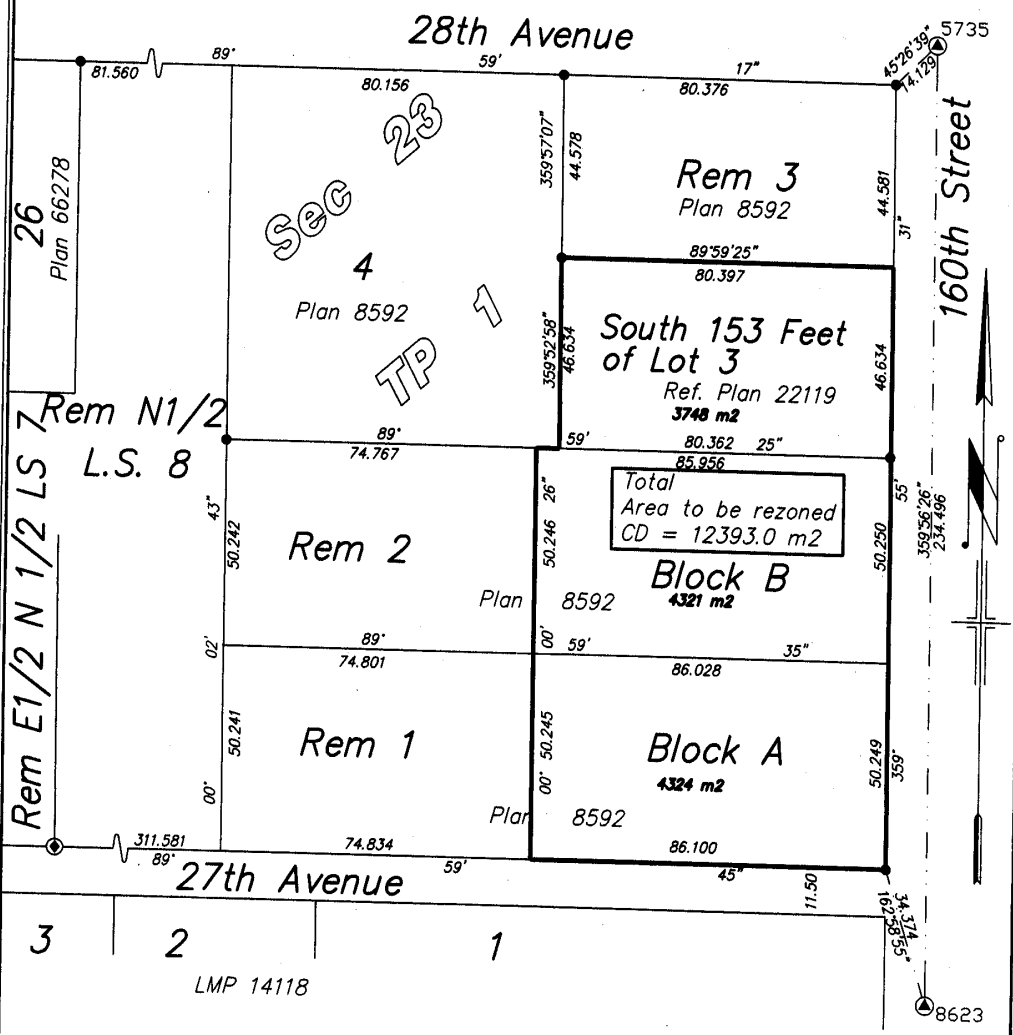 28th Avenue
5735
45°26'39"
14.129
81.560
89°
80.156
59'
17"
80.376
160th Street
26
Plan 66278
Sec 23
TP 1
4
Plan 8592
359°57'07"
44.578
Rem 3
Plan 8592
44.581
31"
89°59'25"
80.397
359°52'58"
46.634
South 153 Feet
of Lot 3
Ref. Plan 22119
3748 m2
46.634
Rem N1/2
L.S. 8
89°
74.767
59'
80.362
25"
85.956
Total
Area to be rezoned
CD = 12393.0 m2
43"
50.242
Rem 2
26"
50.246
Block B
4321 m2
Plan 8592
50.250
55'
359°56'26"
234.496
02'
89°
74.801
00'
59'
86.028
35"
Rem E1/2 N 1/2 LS 7
50.241
00"
Rem 1
50.245
00'
Block A
4324 m2
Plan 8592
50.249
359°
311.581
89°
74.834
59'
86.100
45"
27th Avenue
11.50
34.374
162°58'55"
3
2
1
LMP 14118
8623